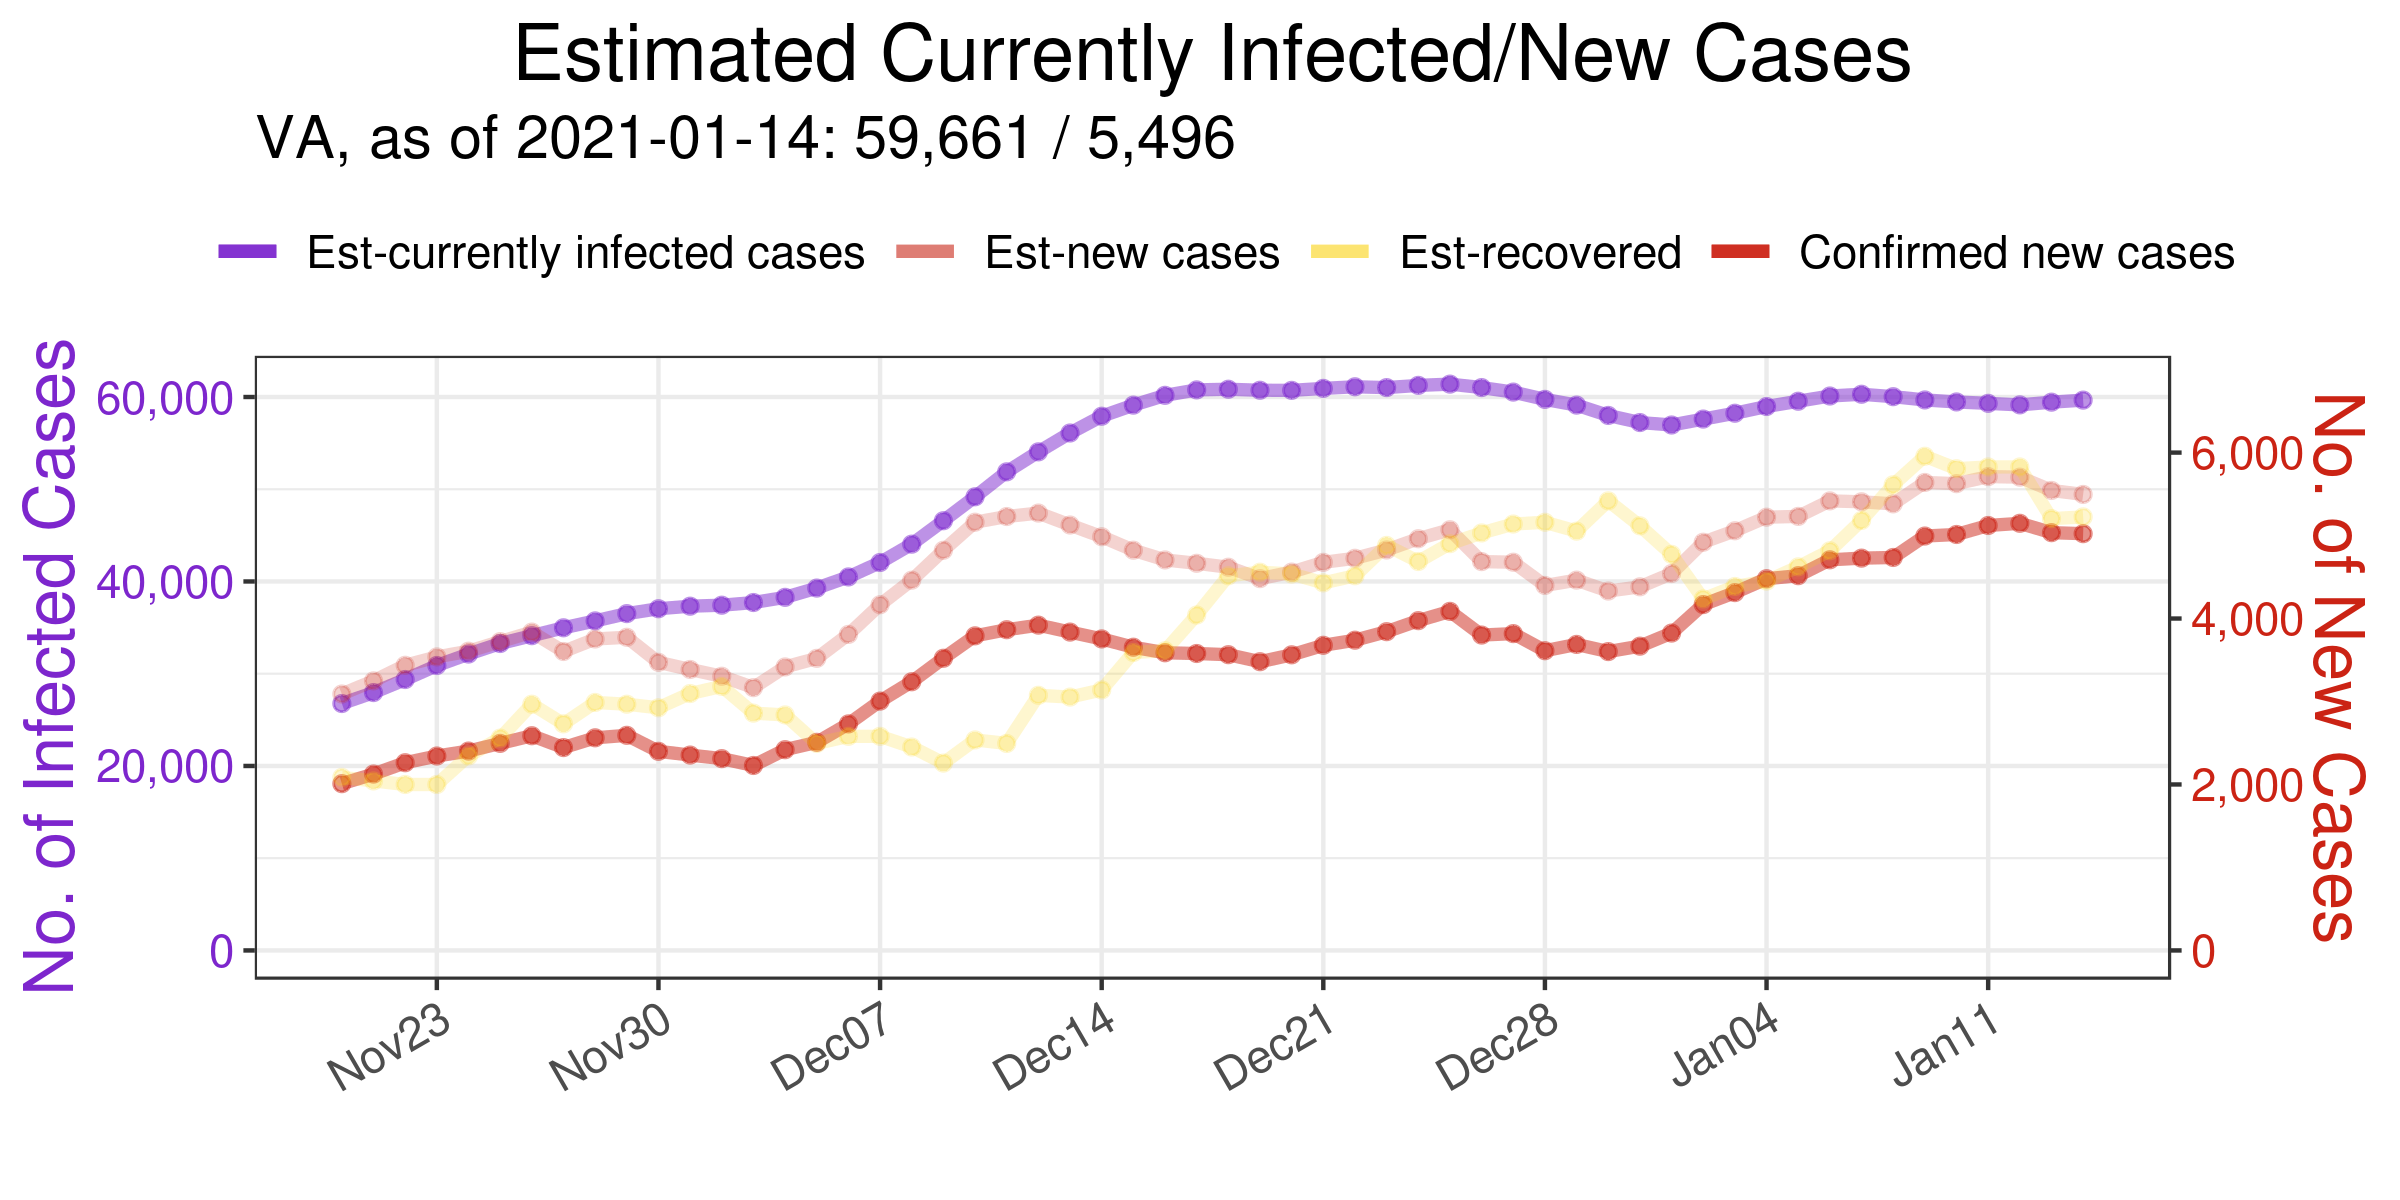 Estimated Currently Infected/New Cases
VA, as of 2021-01-14: 59,661 / 5,496
Est-currently infected cases Est-new cases Est-recovered Confirmed new cases
No. of Infected Cases
60,000
40,000
20,000
0
6,000
4,000
2,000
0
No. of New Cases
Nov23 Nov30 Dec07 Dec14 Dec21 Dec28 Jan04 Jan11